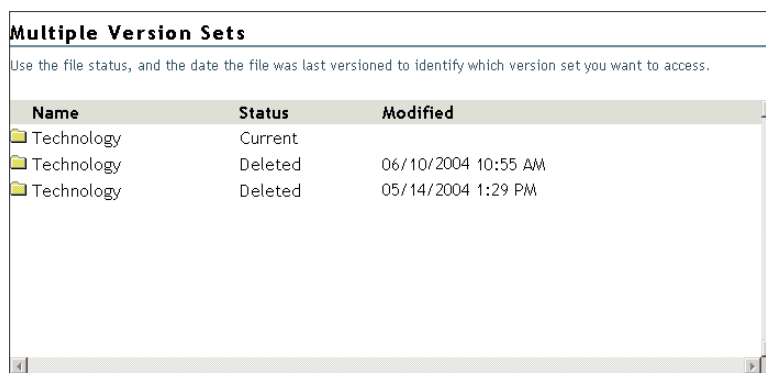 Multiple Version Sets
Use the file status, and the date the file was last versioned to identify which version set you want to access.
Name Status Modified
Technology Current
Technology Deleted 06/10/2004 10:55 AM
Technology Deleted 05/14/2004 1:29 PM